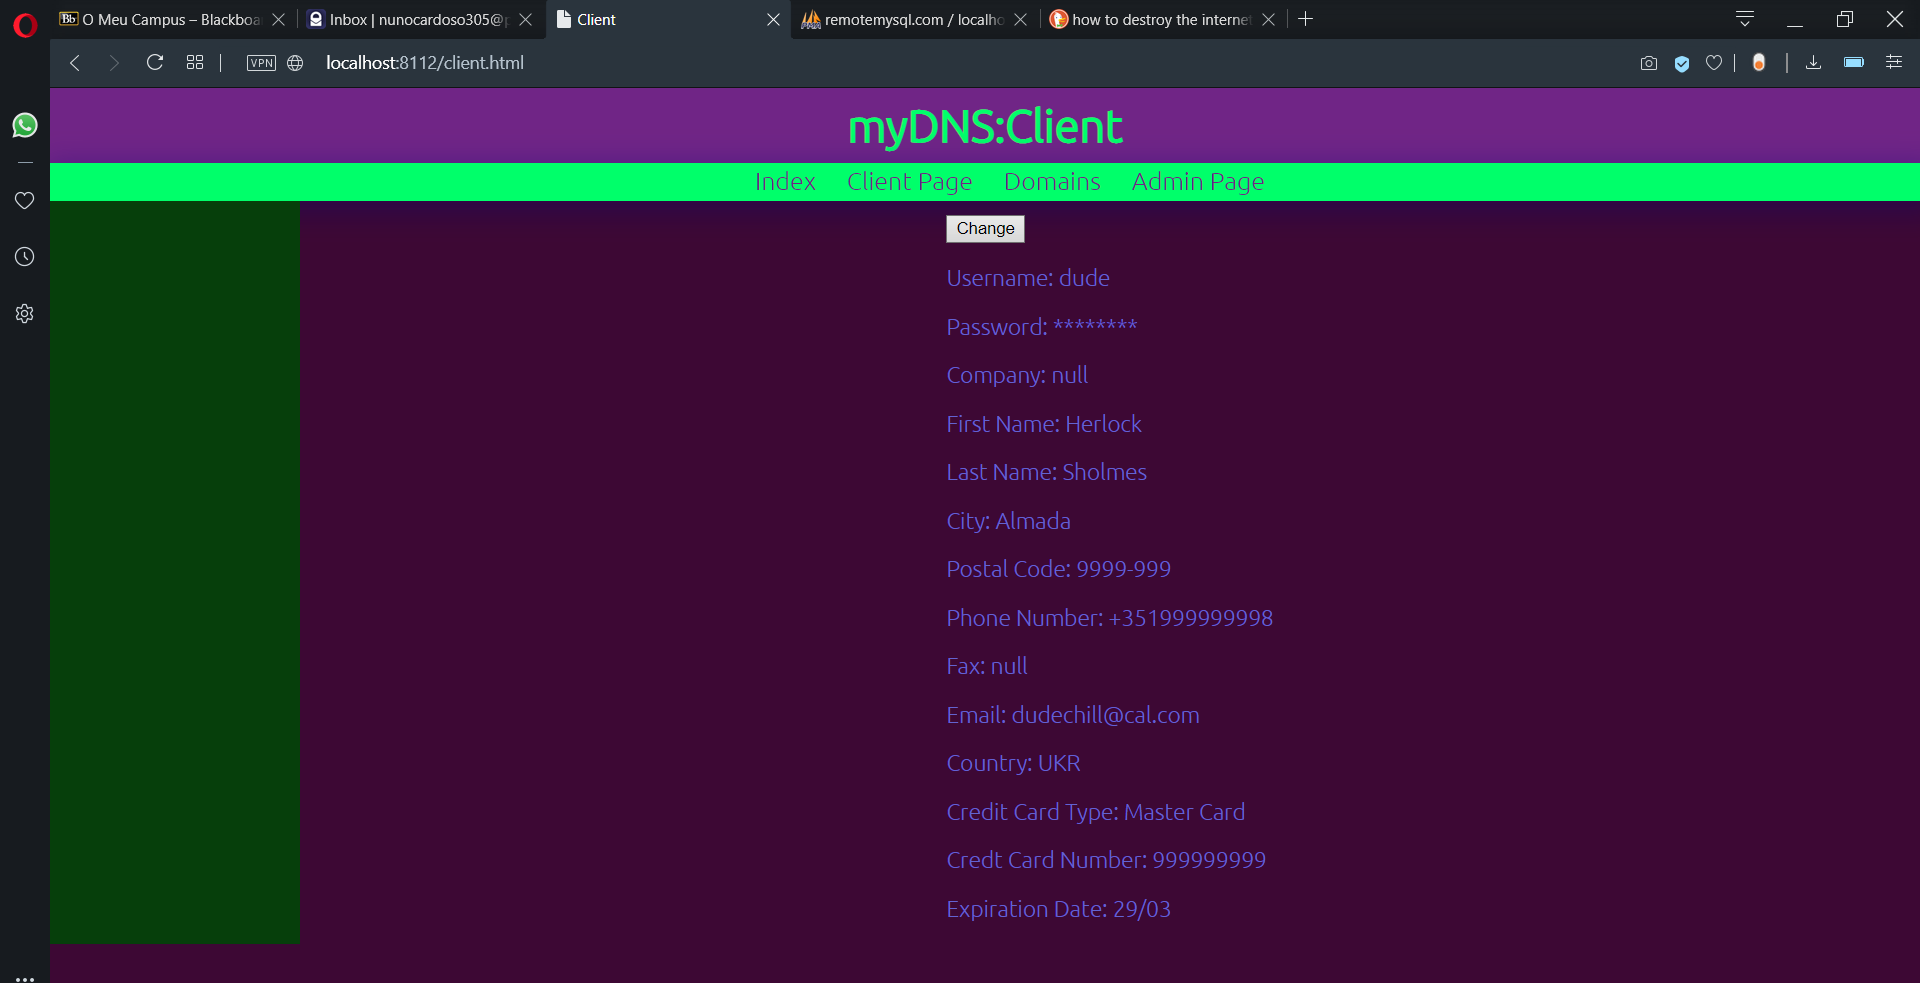 O Meu Campus – Blackboa
Inbox | nunocardoso305@p
Client
remotemysql.com / localho
how to destroy the internet
VPN
localhost:8112/client.html
myDNS:Client
Index Client Page Domains Admin Page
Change
Username: dude
Password: ********
Company: null
First Name: Herlock
Last Name: Sholmes
City: Almada
Postal Code: 9999-999
Phone Number: +351999999998
Fax: null
Email: dudechill@cal.com
Country: UKR
Credit Card Type: Master Card
Credt Card Number: 999999999
Expiration Date: 29/03